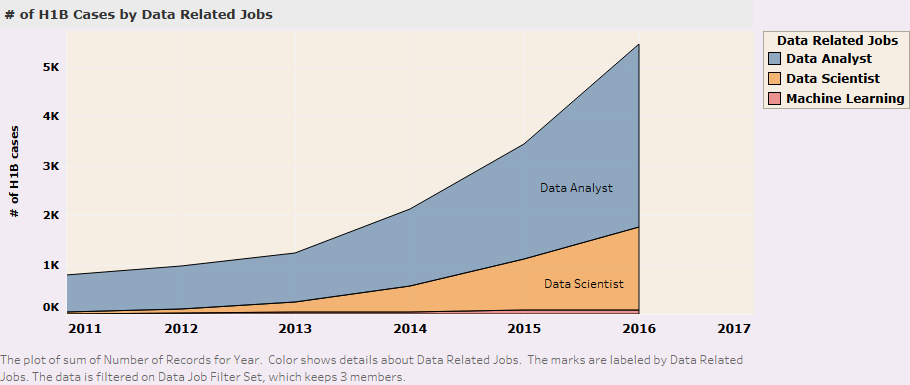 # of H1B Cases by Data Related Jobs
Data Related Jobs
Data Analyst
Data Scientist
Machine Learning
# of H1B cases
5K
4K
3K
2K
1K
0K
Data Analyst
Data Scientist
2011 2012 2013 2014 2015 2016 2017
The plot of sum of Number of Records for Year. Color shows details about Data Related Jobs. The marks are labeled by Data Related
Jobs. The data is filtered on Data Job Filter Set, which keeps 3 members.